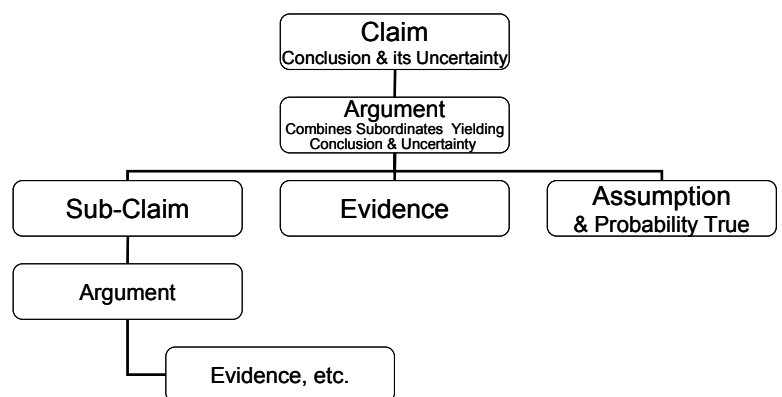 Claim
Conclusion & its Uncertainty
Argument
Combines Subordinates Yielding
Conclusion & Uncertainty
Sub-Claim
Evidence
Assumption
& Probability True
Argument
Evidence, etc.